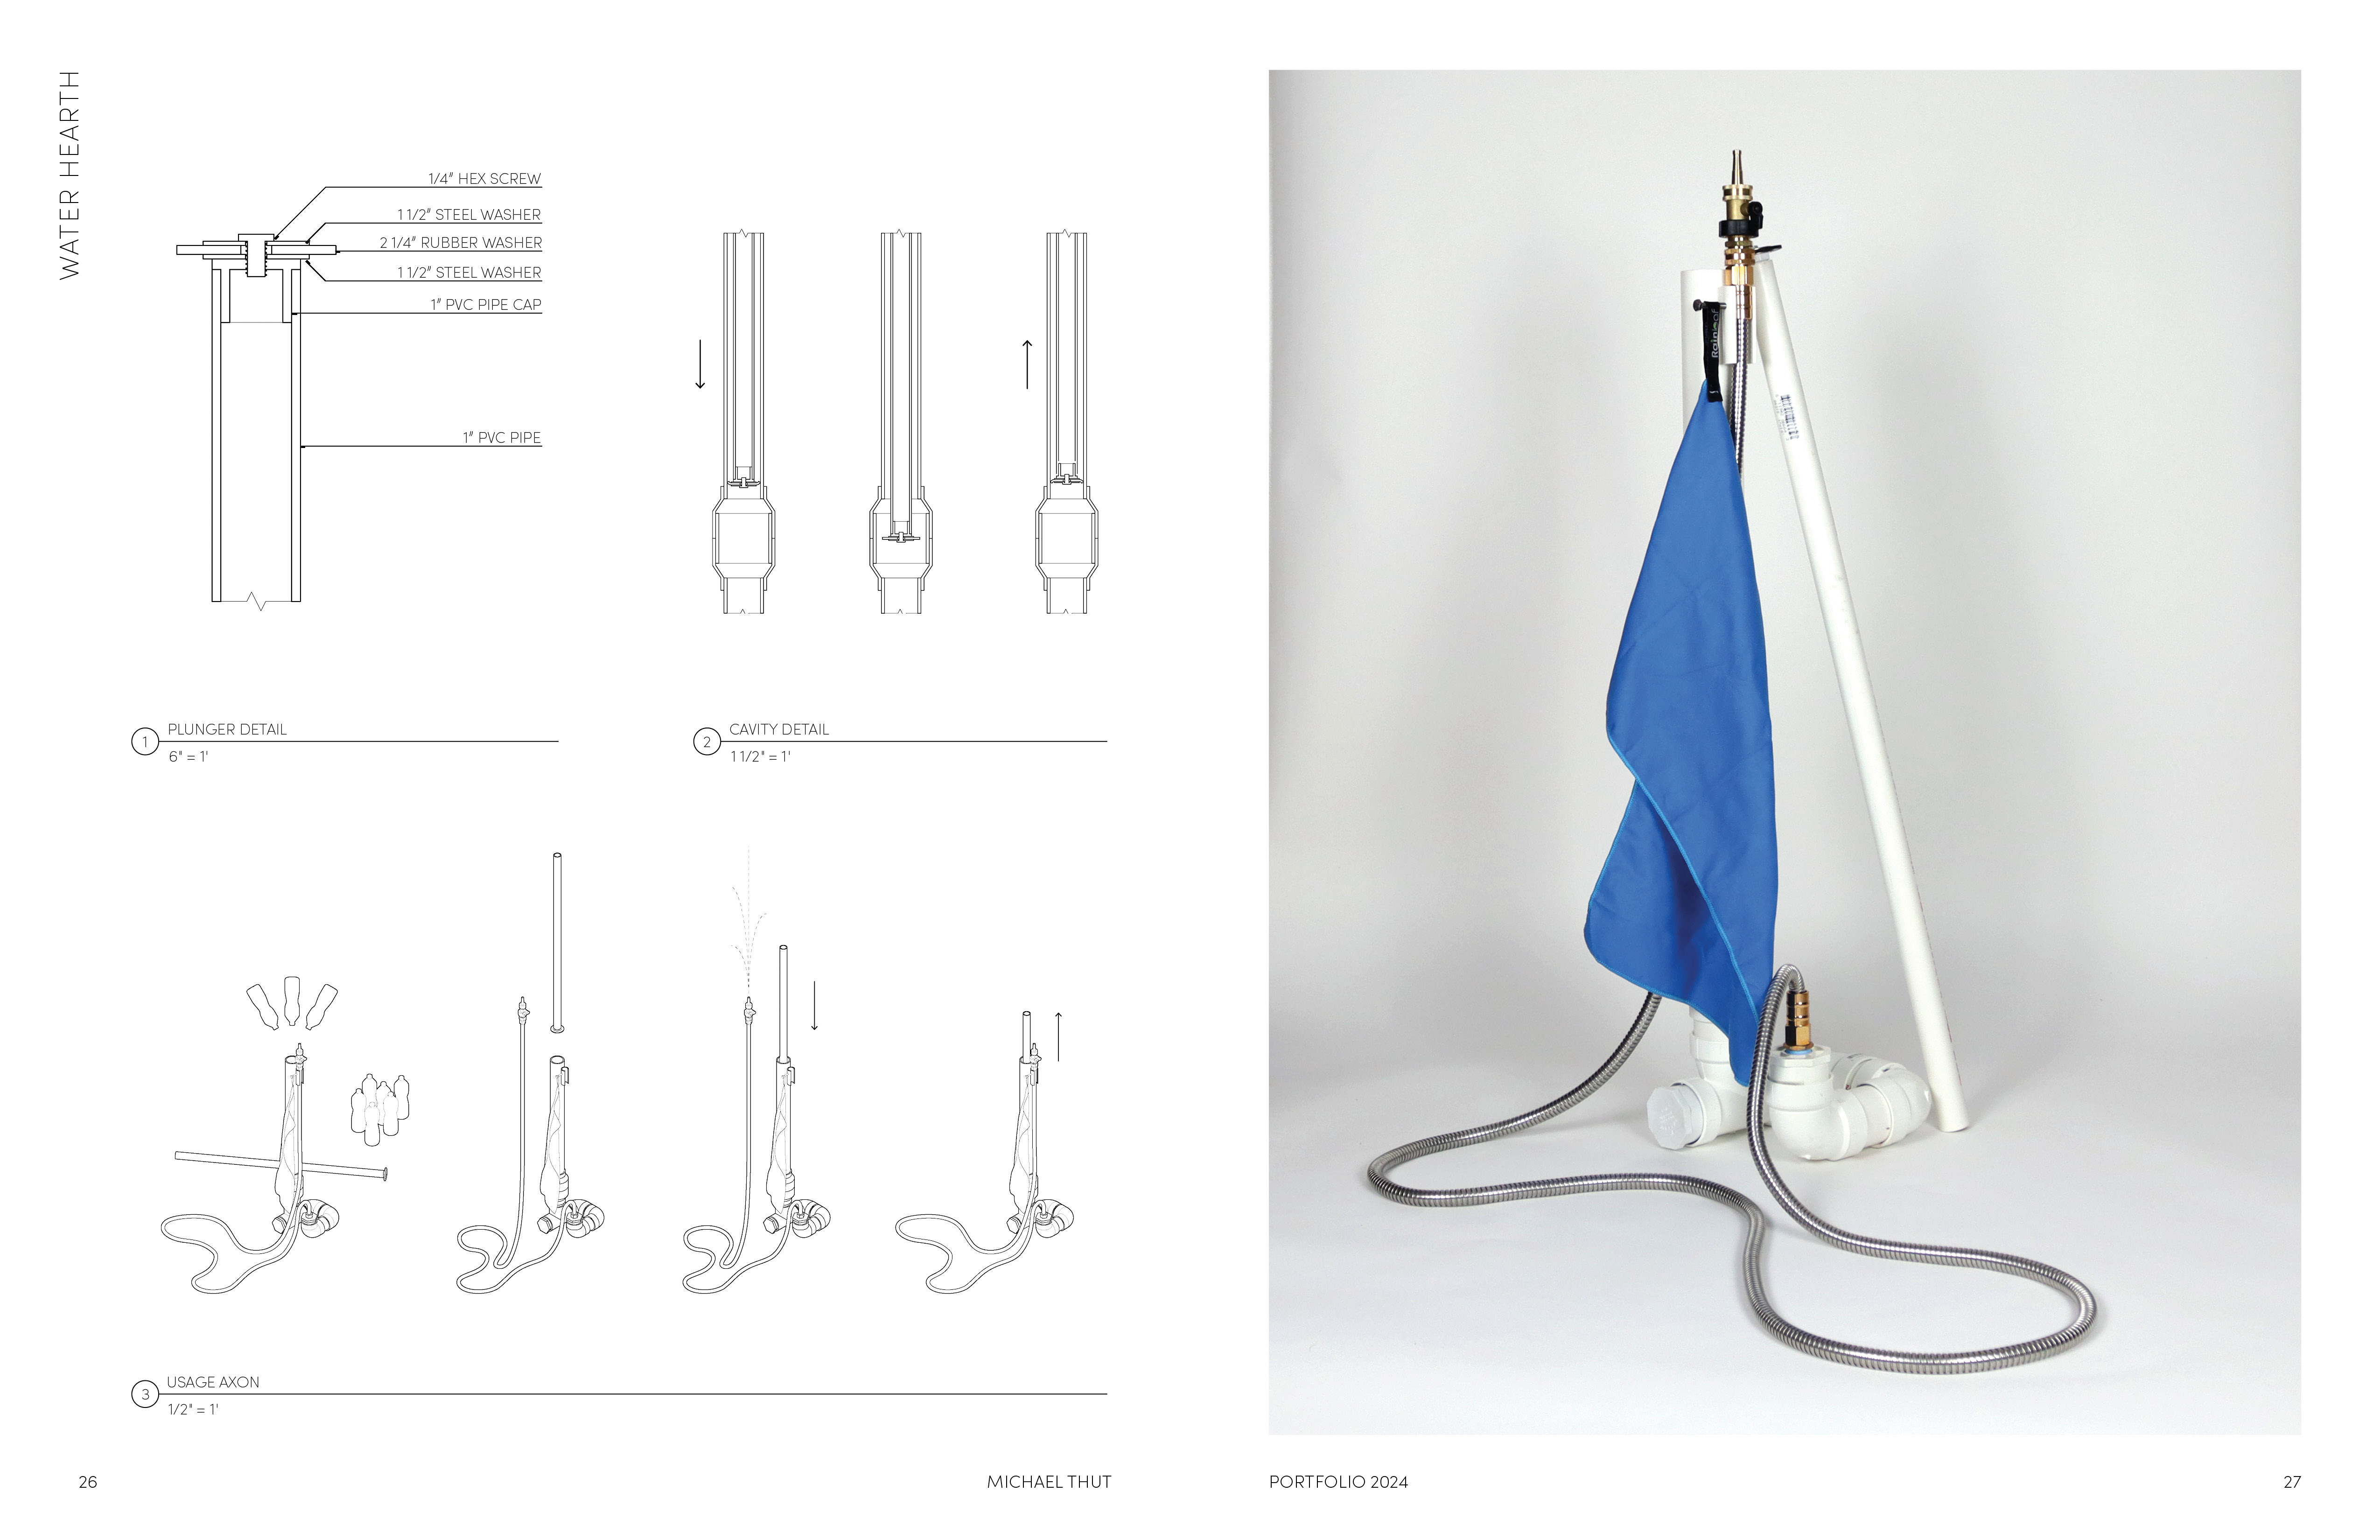 WATER HEARTH
1/4" HEX SCREW
1 1/2" STEEL WASHER
2 1/4" RUBBER WASHER
1 1/2" STEEL WASHER
1" PVC PIPE CAP
1" PVC PIPE
1 PLUNGER DETAIL
6" = 1'
2 CAVITY DETAIL
1 1/2" = 1'
3 USAGE AXON
1/2" = 1'
26
MICHAEL THUT
Rainleaf
PORTFOLIO 2024
27